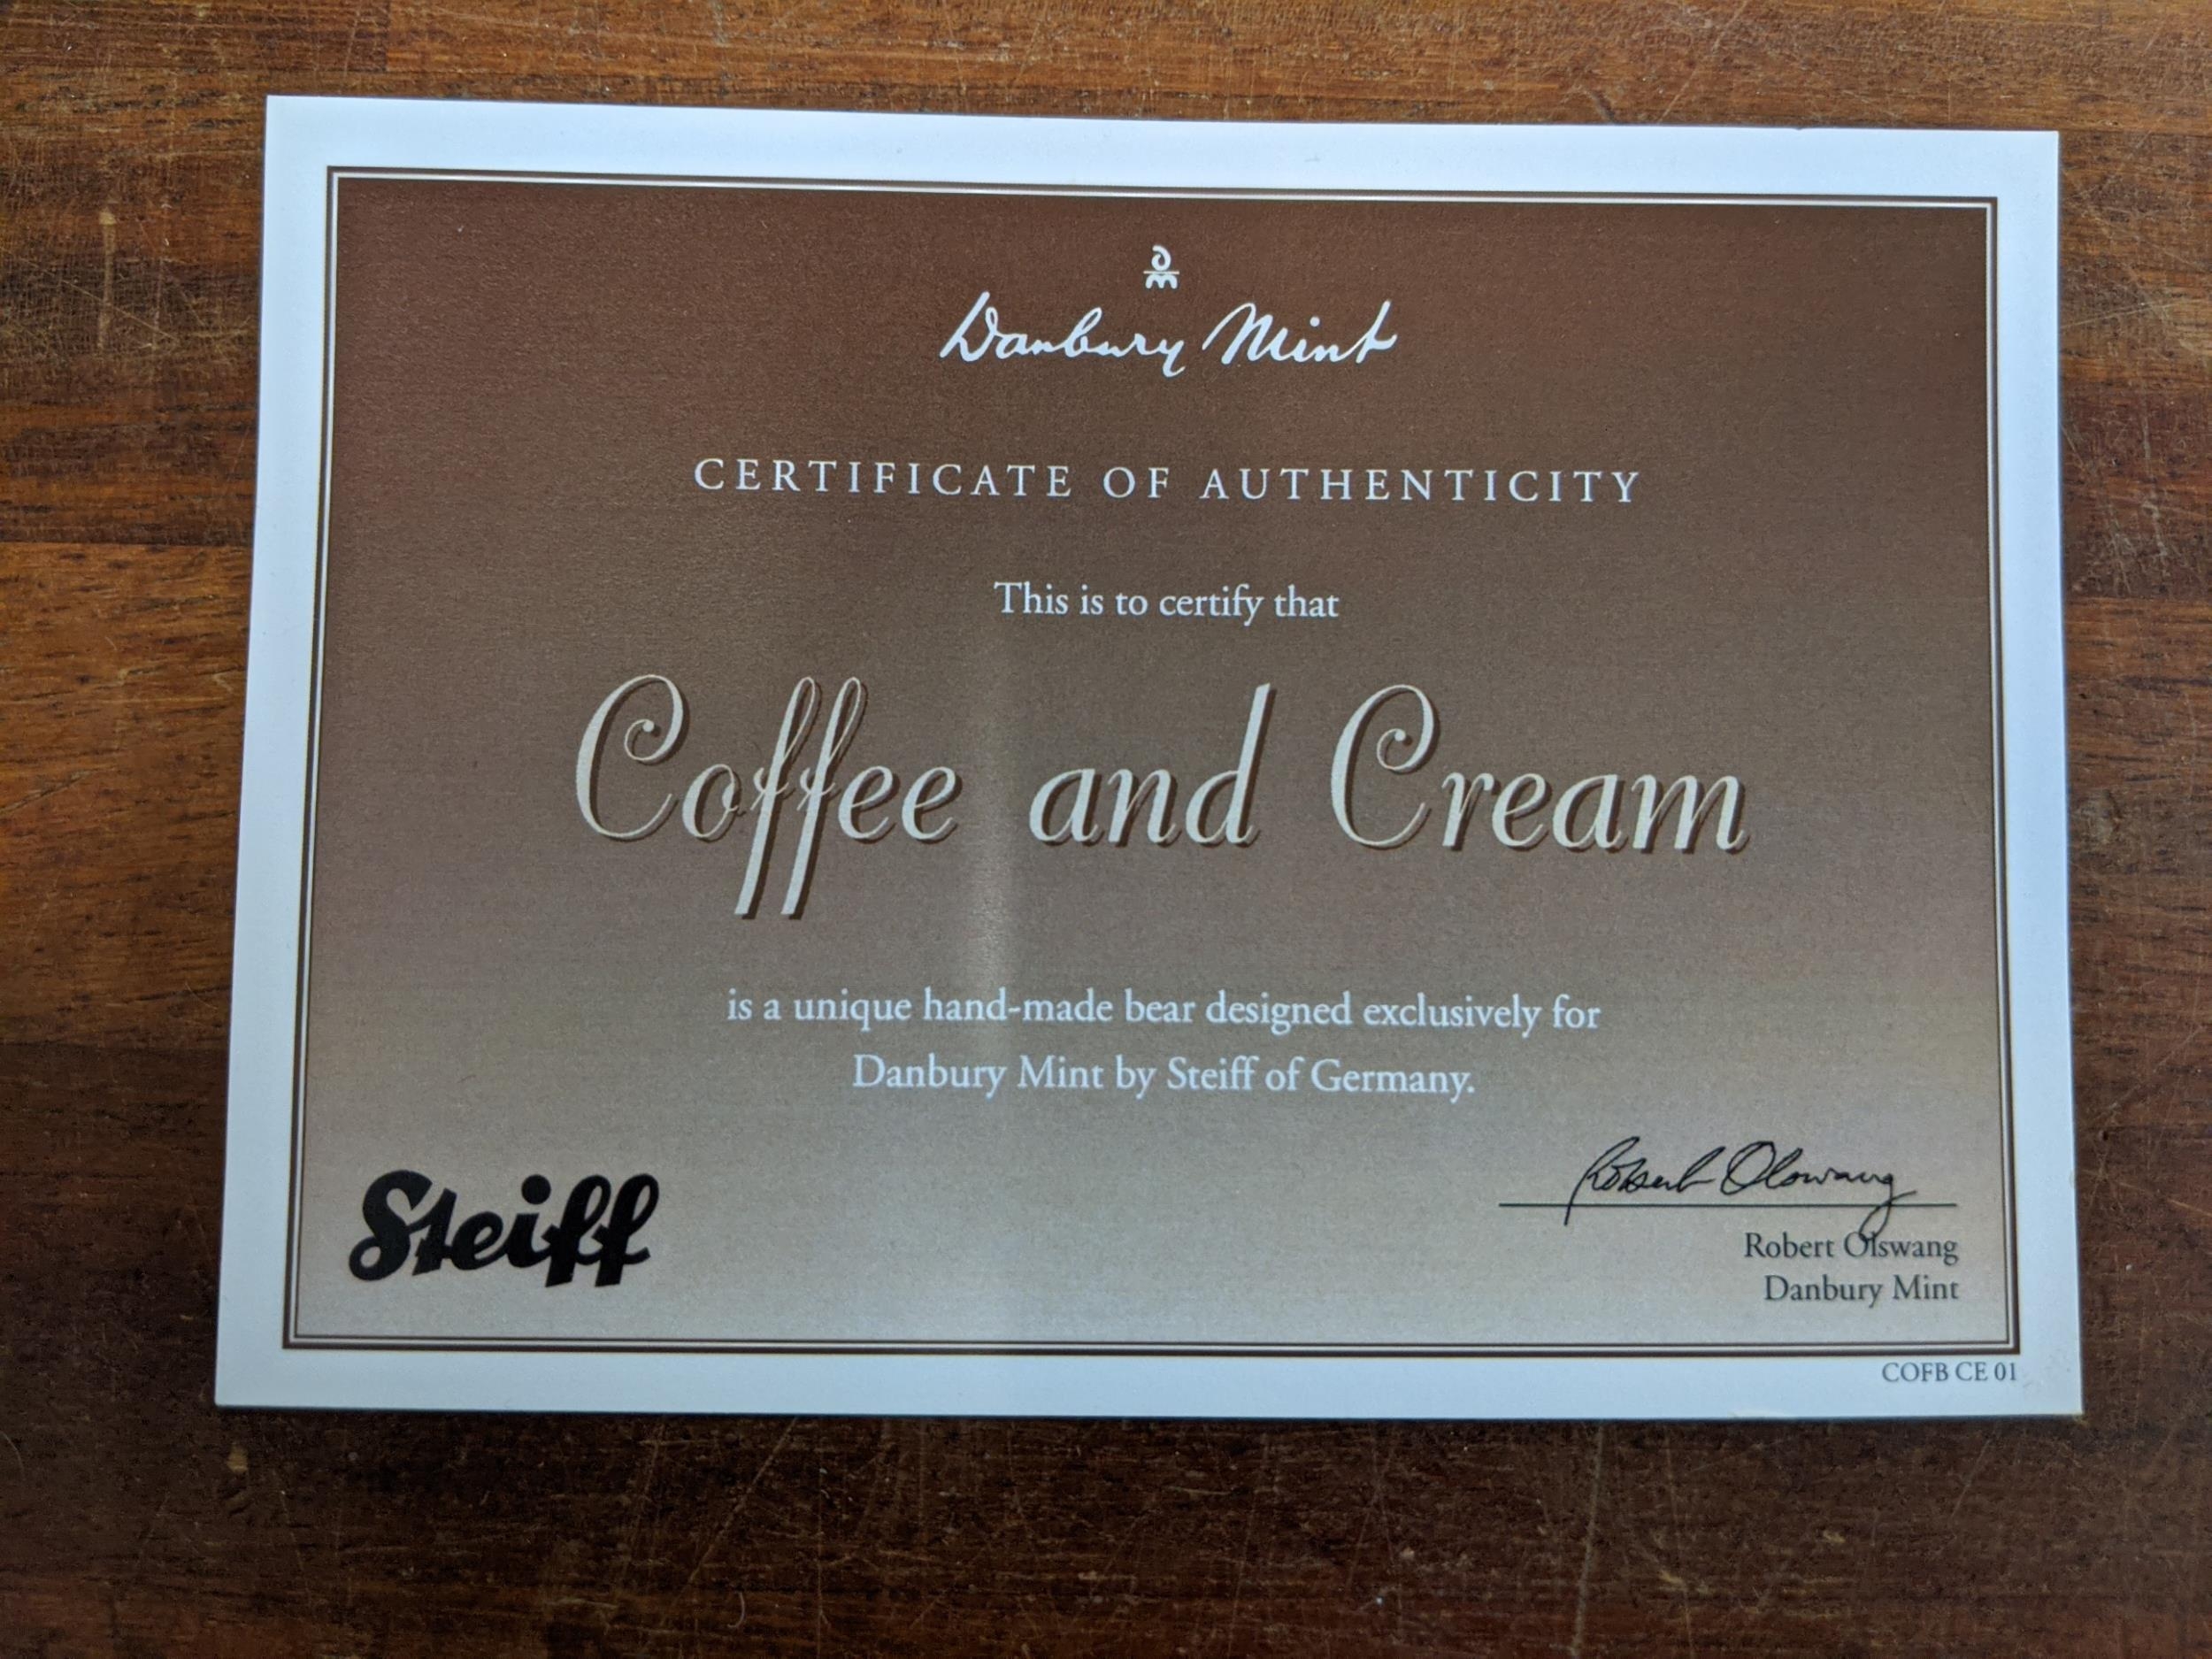 Danbury Mint
CERTIFICATE OF AUTHENTICITY
This is to certify that
Coffee and Cream
is a unique hand-made bear designed exclusively for
Danbury Mint by Steiff of Germany.
Steiff
Robert Olswang
Robert Olswang
Danbury Mint
COFB CE 01